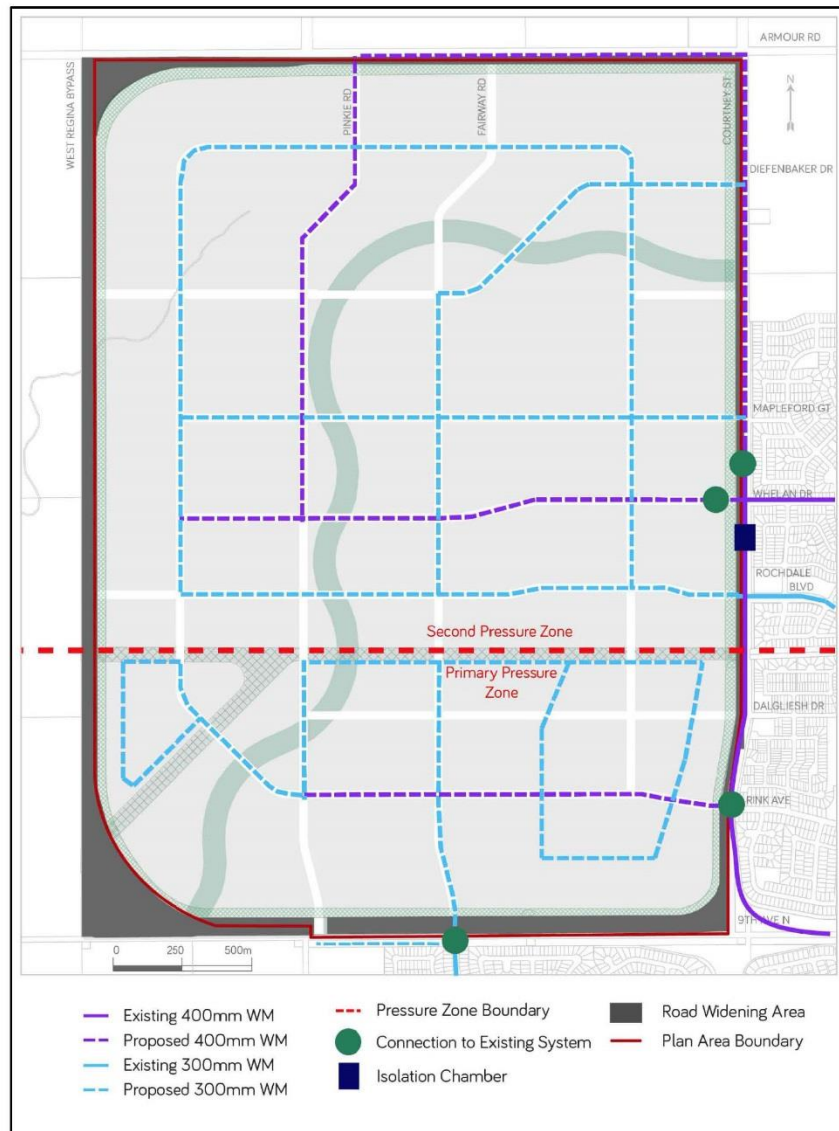 ARMOUR RD
WEST REGINA BYPASS
PINKIE RD
FAIRWAY RD
COURTNEY ST
N
DIEFENBAKER DR
MAPLEFORD GT
WHELAN DR
ROCHDALE
BLVD
Second Pressure Zone
Primary Pressure
Zone
DALGLIESH DR
RINK AVE
9TH AVE N
0 250 500m
Existing 400mm WM
Proposed 400mm WM
Existing 300mm WM
Proposed 300mm WM
Pressure Zone Boundary
Connection to Existing System
Isolation Chamber
Road Widening Area
Plan Area Boundary